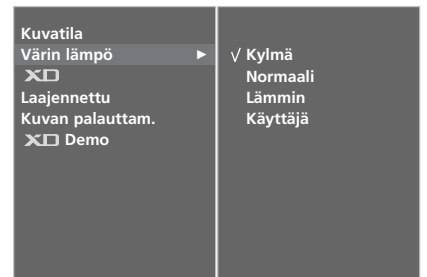 Kuvatila
Värin lämpö ►
XD
Laajennettu
Kuvan palauttam.
XD Demo
√ Kylmä
Normaali
Lämmin
Käyttäjä